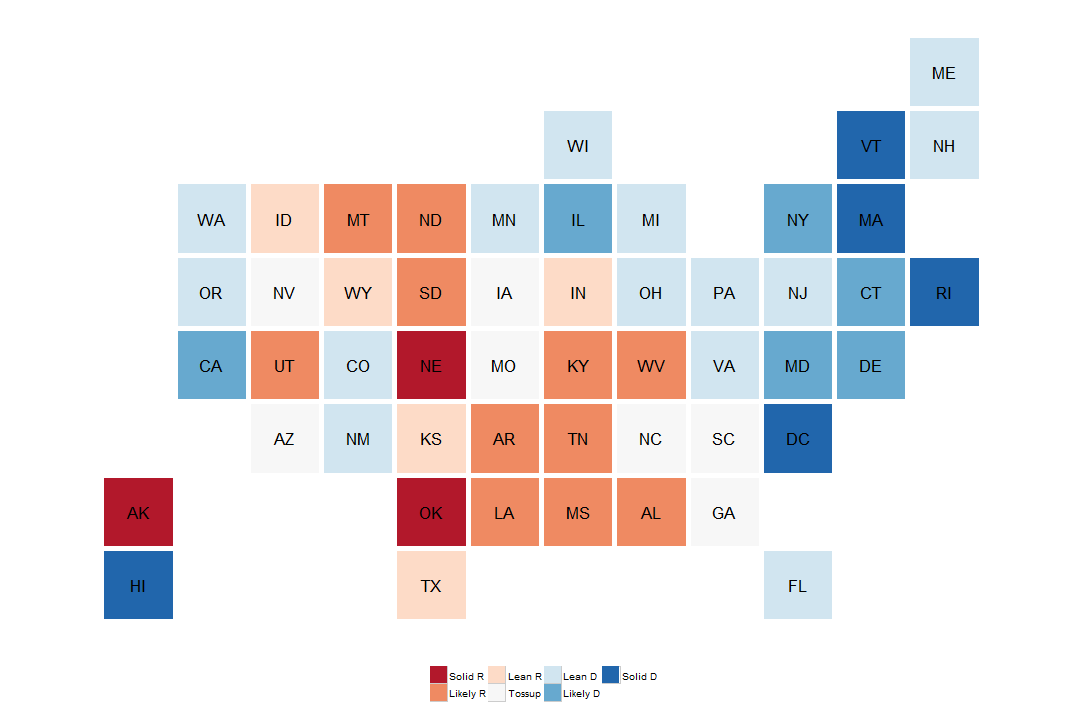 ME
WI VT NH
WA ID MT ND MN IL MI NY MA
OR NV WY SD IA IN OH PA NJ CT RI
CA UT CO NE MO KY WV VA MD DE
AZ NM KS AR TN NC SC DC
AK OK LA MS AL GA
HI TX FL
Solid R Lean R Lean D Solid D
Likely R Tossup Likely D